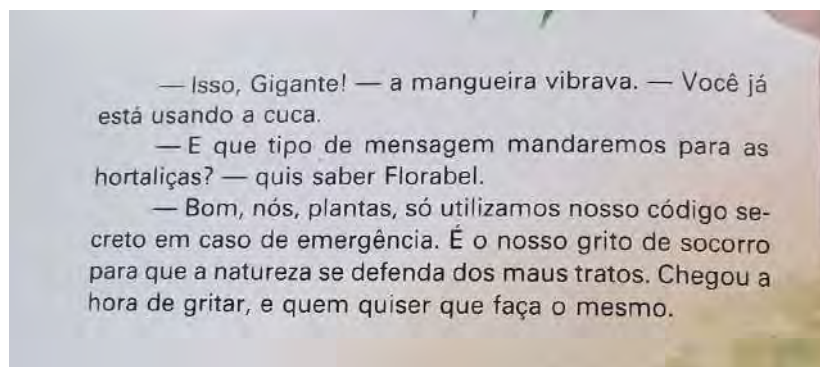 — Isso, Gigante! — a mangueira vibrava. — Você já
está usando a cuca.
— E que tipo de mensagem mandaremos para as
hortaliças? — quis saber Florabel.
— Bom, nós, plantas, só utilizamos nosso código se-
creto em caso de emergência. É o nosso grito de socorro
para que a natureza se defenda dos maus tratos. Chegou a
hora de gritar, e quem quiser que faça o mesmo.